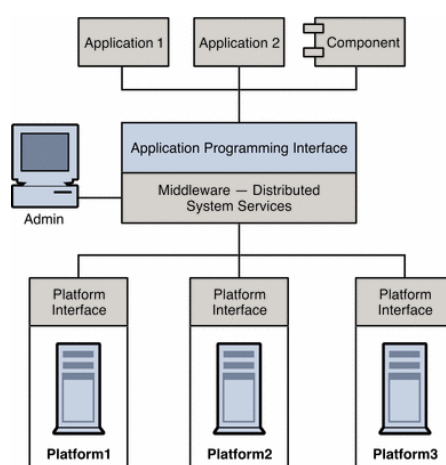 Application 1
Application 2
Component
Application Programming Interface
Middleware — Distributed
System Services
Admin
Platform
Interface
Platform
Interface
Platform
Interface
Platform1
Platform2
Platform3